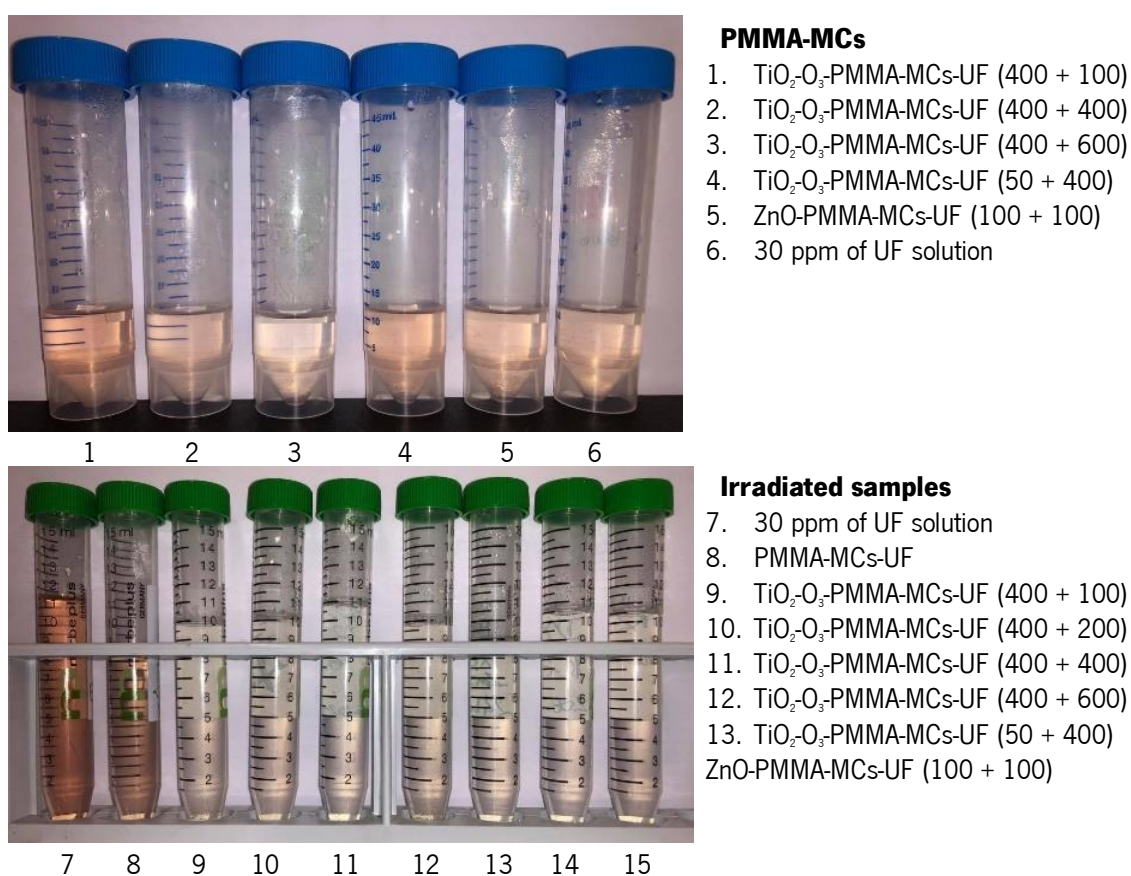 PMMA-MCs
1. TiO₂-O₃-PMMA-MCs-UF (400 + 100)
2. TiO₂-O₃-PMMA-MCs-UF (400 + 400)
3. TiO₂-O₃-PMMA-MCs-UF (400 + 600)
4. TiO₂-O₃-PMMA-MCs-UF (50 + 400)
5. ZnO-PMMA-MCs-UF (100 + 100)
6. 30 ppm of UF solution
1 2 3 4 5 6
Irradiated samples
7. 30 ppm of UF solution
8. PMMA-MCs-UF
9. TiO₂-O₃-PMMA-MCs-UF (400 + 100)
10. TiO₂-O₃-PMMA-MCs-UF (400 + 200)
11. TiO₂-O₃-PMMA-MCs-UF (400 + 400)
12. TiO₂-O₃-PMMA-MCs-UF (400 + 600)
13. TiO₂-O₃-PMMA-MCs-UF (50 + 400)
ZnO-PMMA-MCs-UF (100 + 100)
7 8 9 10 11 12 13 14 15